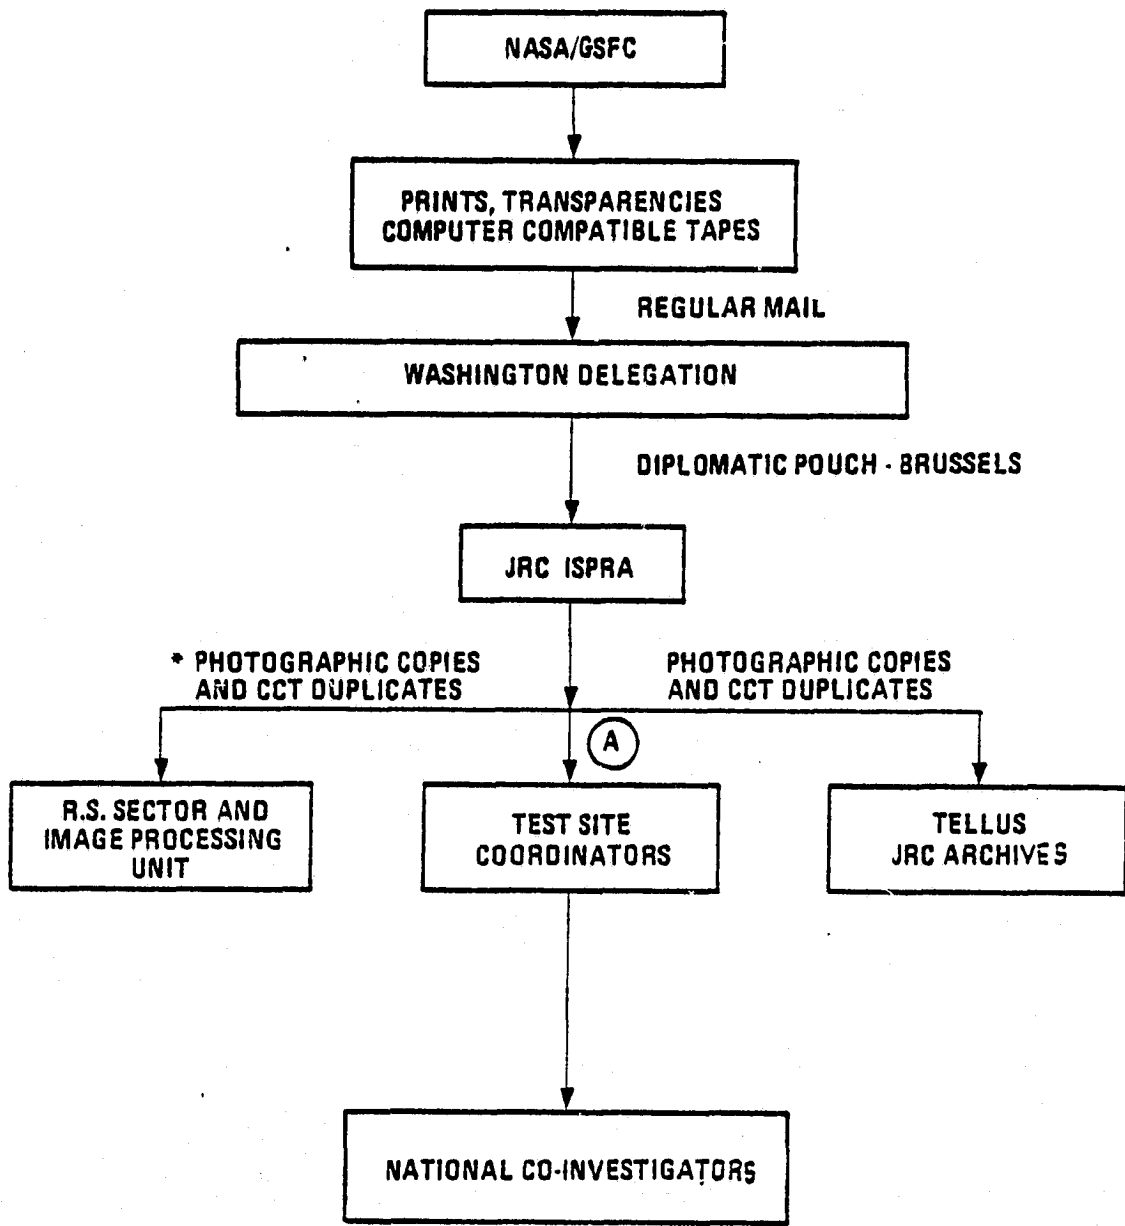 NASA/GSFC
PRINTS, TRANSPARENCIES
COMPUTER COMPATIBLE TAPES
REGULAR MAIL
WASHINGTON DELEGATION
DIPLOMATIC POUCH - BRUSSELS
JRC ISPRA
* PHOTOGRAPHIC COPIES
AND CCT DUPLICATES
PHOTOGRAPHIC COPIES
AND CCT DUPLICATES
A
R.S. SECTOR AND
IMAGE PROCESSING
UNIT
TEST SITE
COORDINATORS
TELLUS
JRC ARCHIVES
NATIONAL CO-INVESTIGATORS